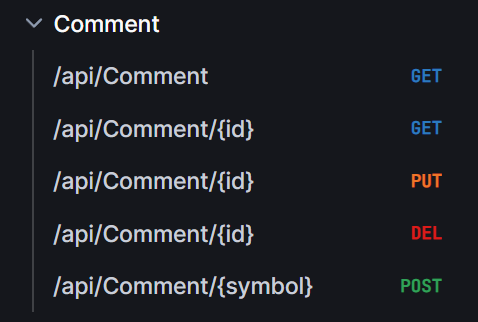 Comment
/api/Comment GET
/api/Comment/{id} GET
/api/Comment/{id} PUT
/api/Comment/{id} DEL
/api/Comment/{symbol} POST